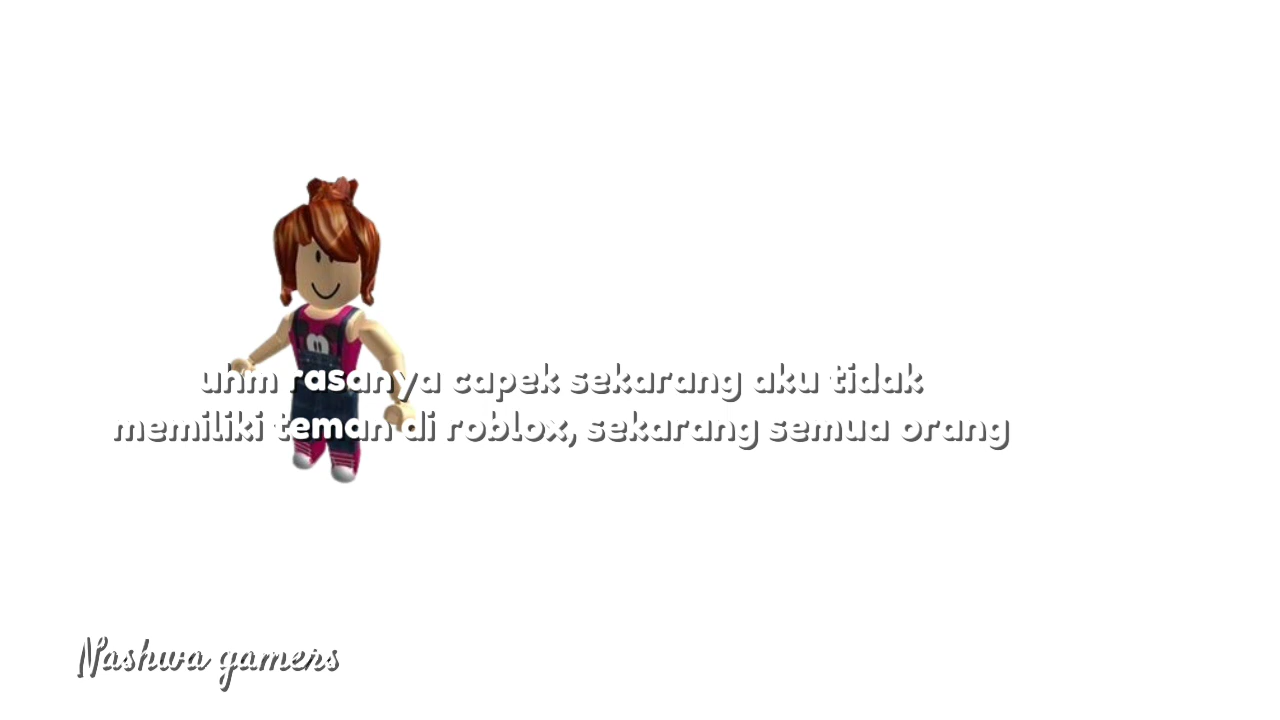 uhm rasanya capek sekarang aku tidak
memiliki teman di roblox, sekarang semua orang
Nashwa gamers